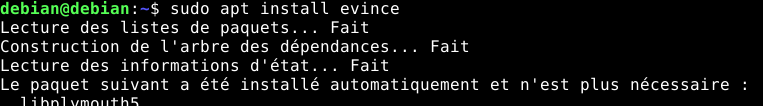 debian@debian:~$ sudo apt install evince
Lecture des listes de paquets... Fait
Construction de l'arbre des dépendances... Fait
Lecture des informations d'état... Fait
Le paquet suivant a été installé automatiquement et n'est plus nécessaire :
libplymouth5